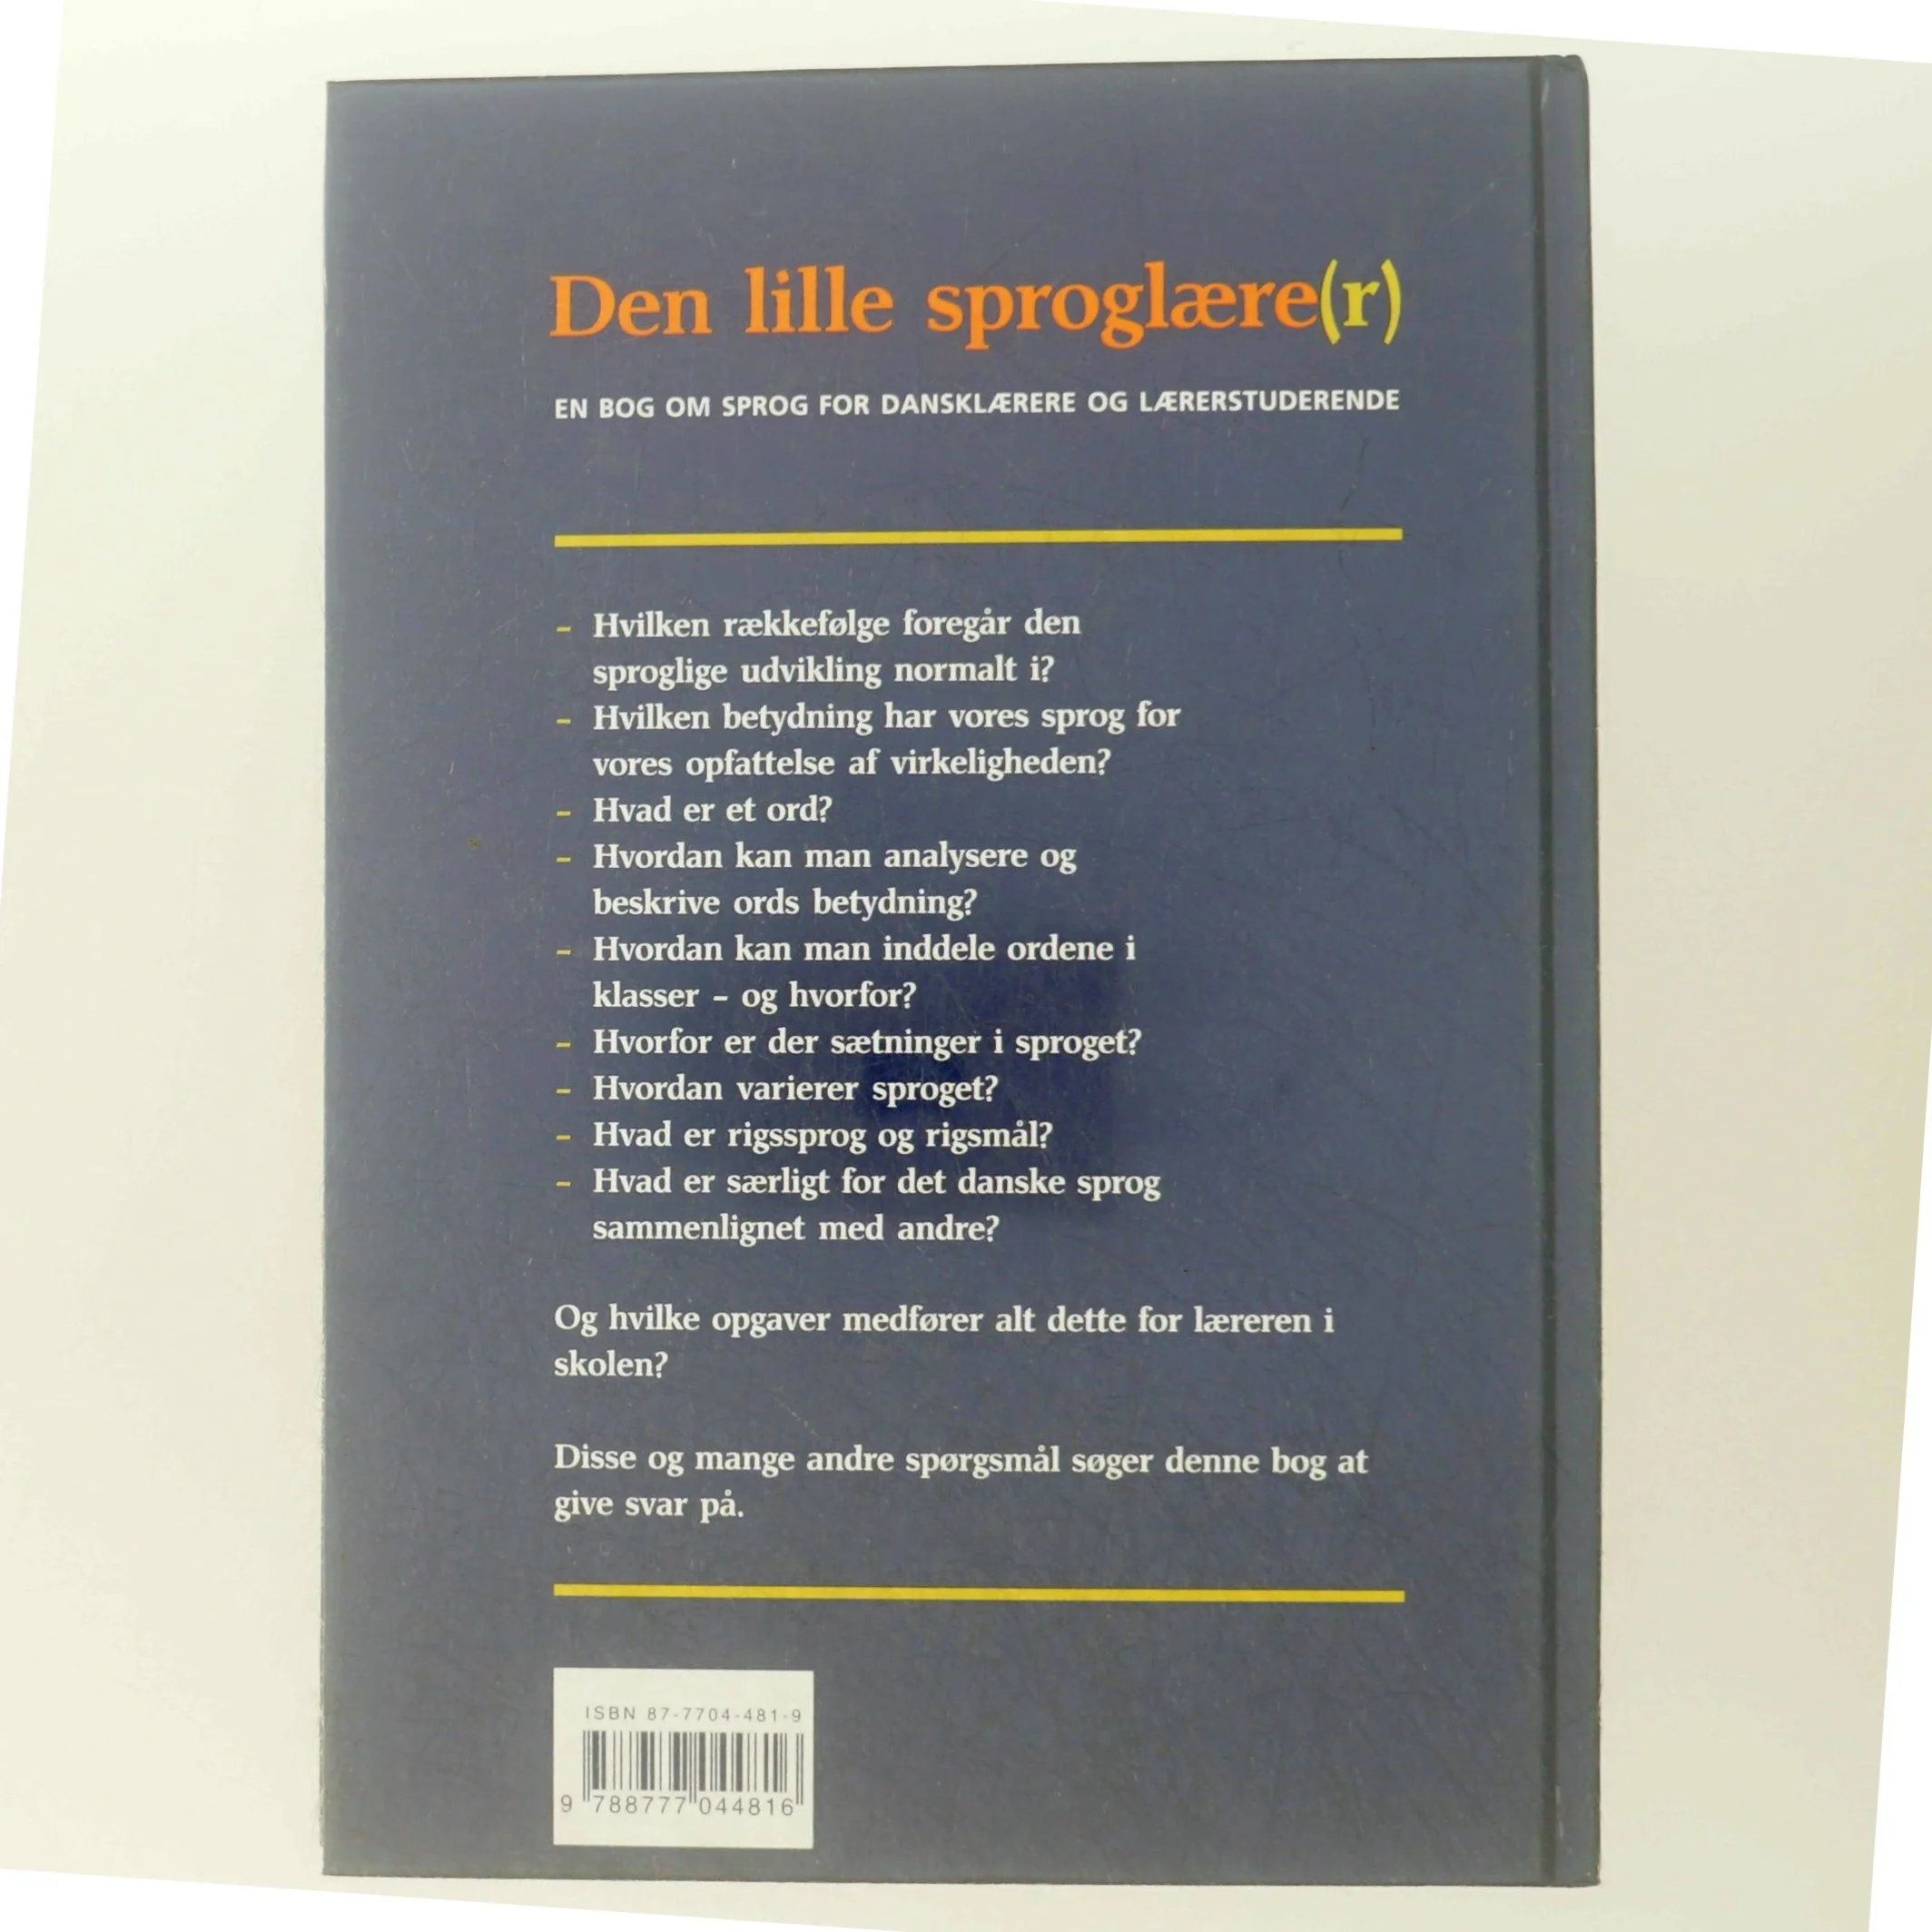 Den lille sproglære(r)
EN BOG OM SPROG FOR DANSKLÆRERE OG LÆRERSTUDERENDE
– Hvilken rækkefølge foregår den
sproglige udvikling normalt i?
– Hvilken betydning har vores sprog for
vores opfattelse af virkeligheden?
– Hvad er et ord?
– Hvordan kan man analysere og
beskrive ords betydning?
– Hvordan kan man inddele ordene i
klasser – og hvorfor?
– Hvorfor er der sætninger i sproget?
– Hvordan varierer sproget?
– Hvad er rigssprog og rigsmål?
– Hvad er særligt for det danske sprog
sammenlignet med andre?
Og hvilke opgaver medfører alt dette for læreren i
skolen?
Disse og mange andre spørgsmål søger denne bog at
give svar på.
ISBN 87-7704-481-9
9 788777 044816